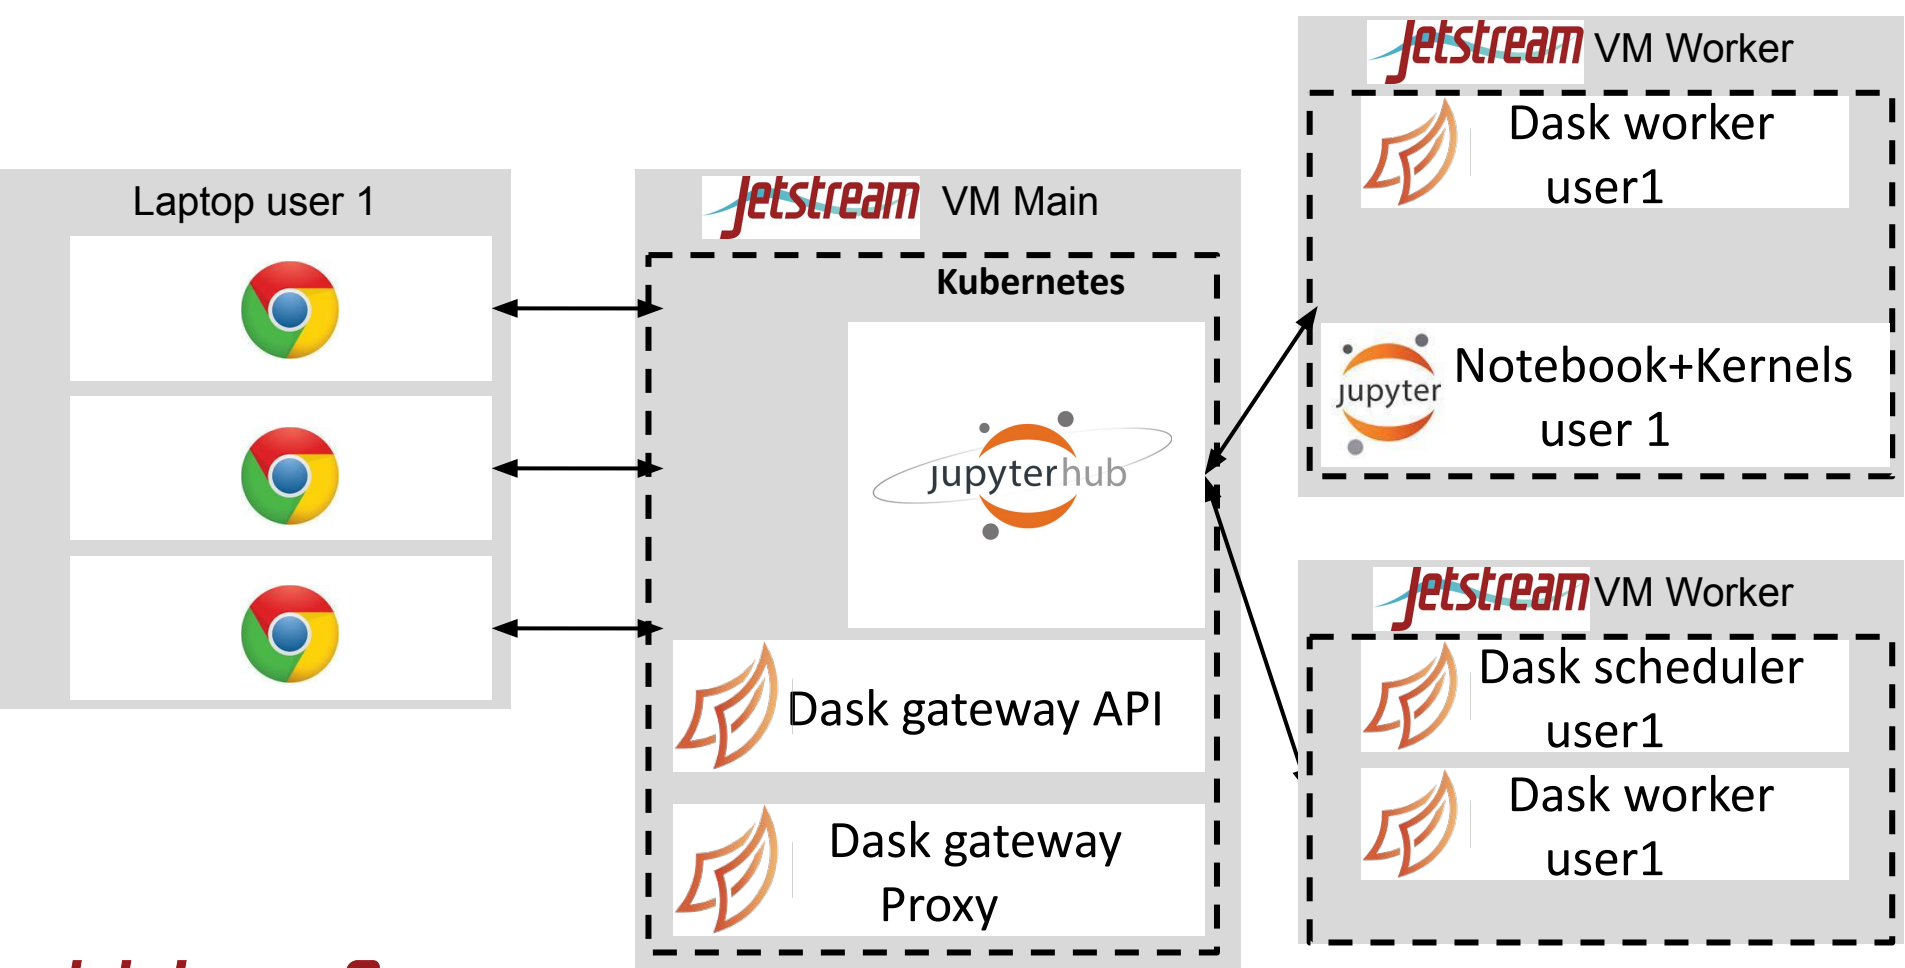 Laptop user 1
Jetstream VM Main
Kubernetes
jupyterhub
Dask gateway API
Dask gateway
Proxy
Jetstream VM Worker
Dask worker
user1
jupyter
Notebook+Kernels
user 1
Jetstream VM Worker
Dask scheduler
user1
Dask worker
user1